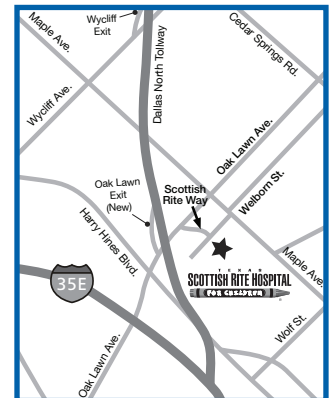 Wycliff
Exit
Maple Ave.
Cedar Springs Rd.
Wycliff Ave.
Dallas North Tollway
Oak Lawn Ave.
Oak Lawn
Exit
(New)
Scottish
Rite Way
Welborn St.
Harry Hines Blvd.
Maple Ave.
35E
TEXAS
SCOTTISH RITE HOSPITAL
FOR CHILDREN
Wolf St.
Oak Lawn Ave.